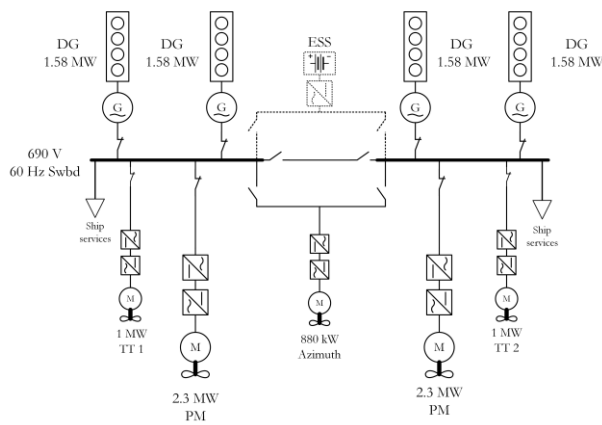 DG
1.58 MW
DG
1.58 MW
ESS
DG
1.58 MW
DG
1.58 MW
+
-
G
G
G
G
690 V
60 Hz Swbd
Ship
services
Ship
services
M
1 MW
TT 1
M
2.3 MW
PM
M
880 kW
Azimuth
M
2.3 MW
PM
M
1 MW
TT 2